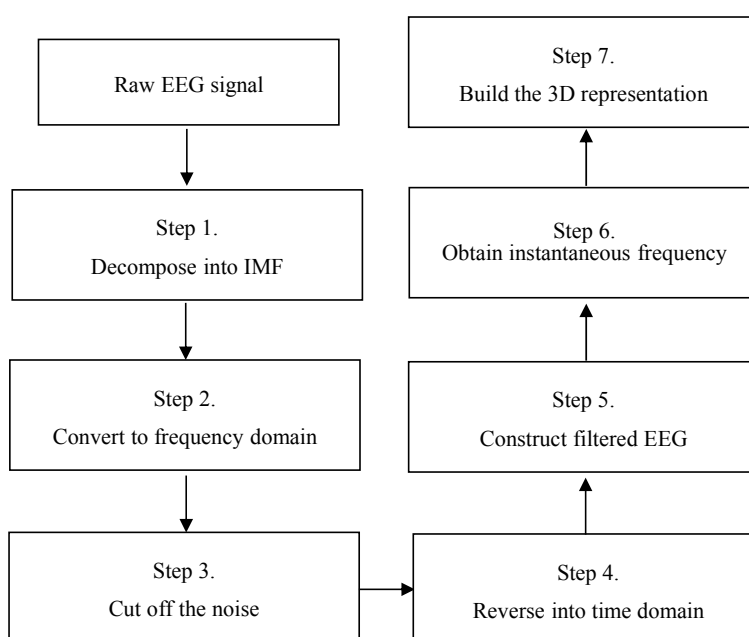 Raw EEG signal
Step 1.
Decompose into IMF
Step 2.
Convert to frequency domain
Step 3.
Cut off the noise
Step 4.
Reverse into time domain
Step 5.
Construct filtered EEG
Step 6.
Obtain instantaneous frequency
Step 7.
Build the 3D representation